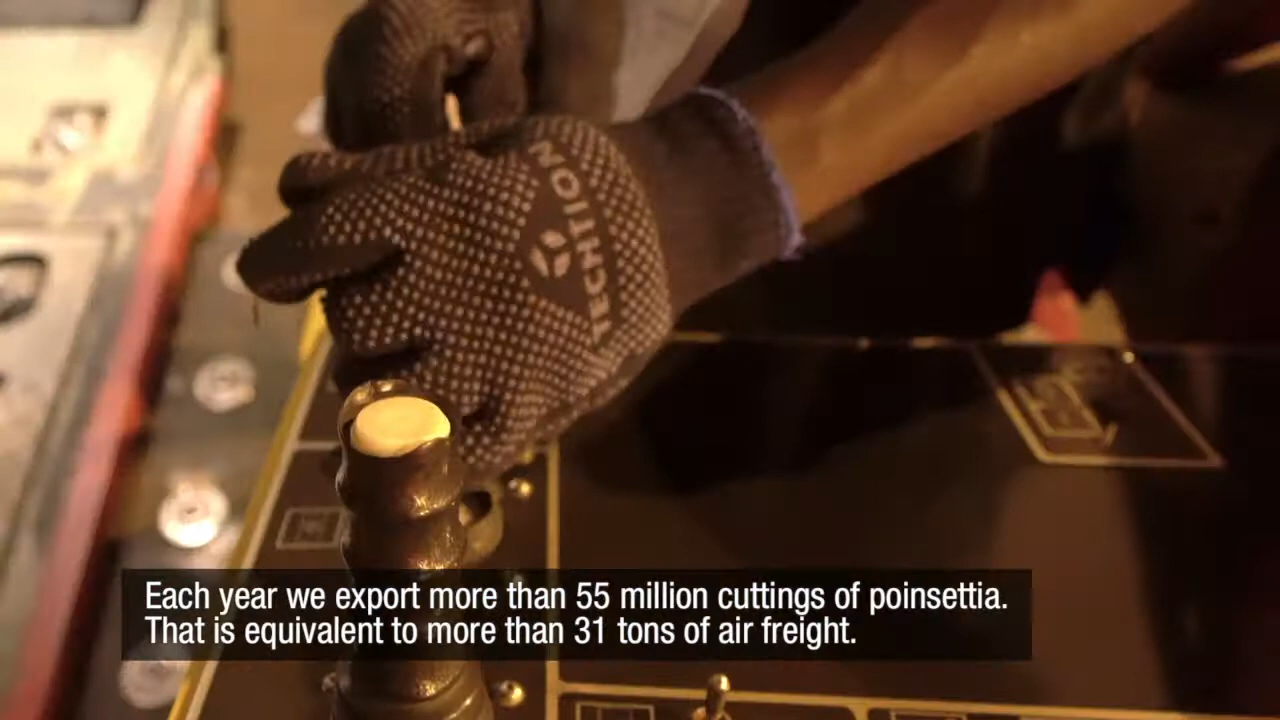 TECHTION
Each year we export more than 55 million cuttings of poinsettia.
That is equivalent to more than 31 tons of air freight.